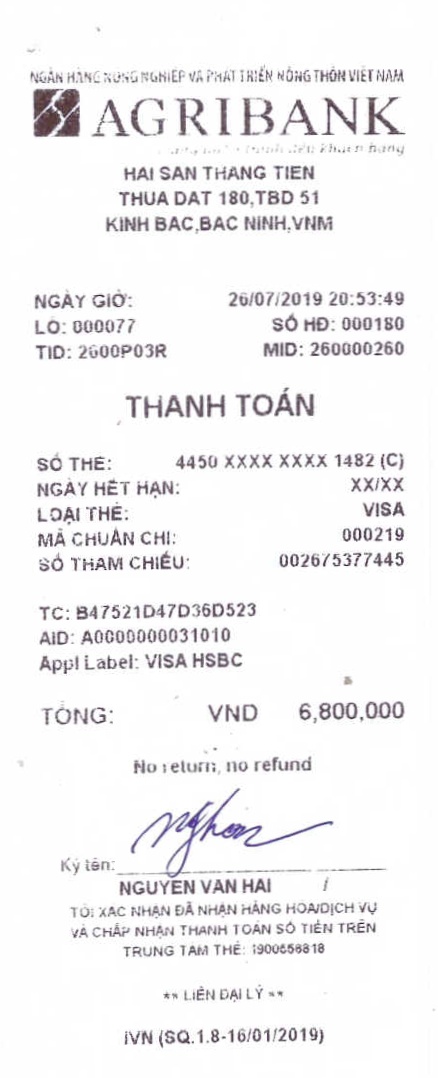 NGÂN HÀNG NÔNG NGHIỆP VÀ PHÁT TRIỂN NÔNG THÔN VIỆT NAM
AGRIBANK
khách hàng
HAI SAN THANG TIEN
THUA DAT 180,TBD 51
KINH BAC,BAC NINH,VNM
NGÀY GIỜ: 26/07/2019 20:53:49
LÔ: 000077 SỐ HĐ: 000180
TID: 2600P03R MID: 260000260
THANH TOÁN
SỐ THẺ: 4450 XXXX XXXX 1482 (C)
NGÀY HẾT HẠN: XX/XX
LOẠI THẺ: VISA
MÃ CHUẨN CHI: 000219
SỐ THAM CHIẾU: 002675377445
TC: B47521D47D36D523
AID: A0000000031010
Appl Label: VISA HSBC
TỔNG: VND 6,800,000
No return, no refund
Ký tên:
NGUYEN VAN HAI /
TÔI XÁC NHẬN ĐÃ NHẬN HÀNG HÓA/DỊCH VỤ
VÀ CHẤP NHẬN THANH TOÁN SỐ TIỀN TRÊN
TRUNG TÂM THẺ: 1900558818
** LIÊN ĐẠI LÝ **
IVN (SQ.1.8-16/01/2019)